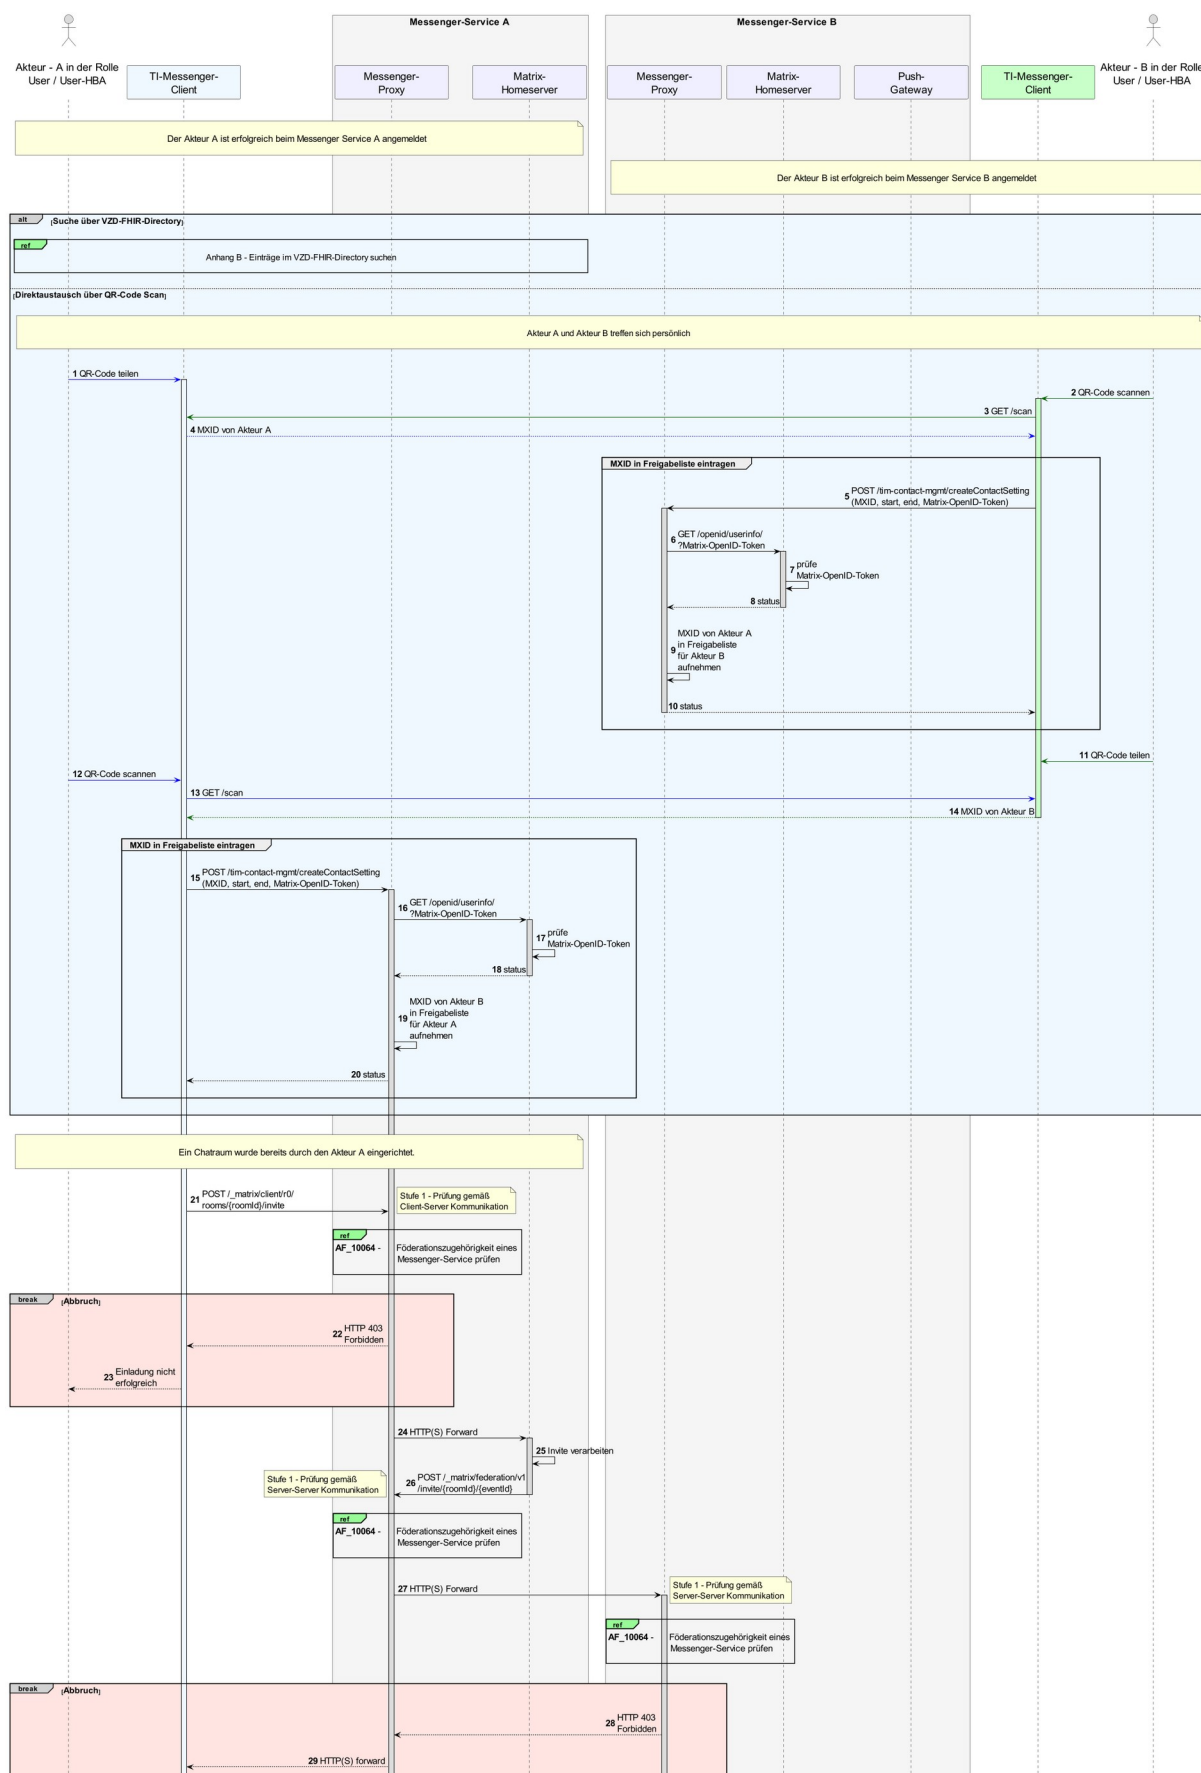 Messenger-Service A
Messenger-Service B
Akteur - A in der Rolle
User / User-HBA
TI-Messenger-
Client
Messenger-
Proxy
Matrix-
Homeserver
Messenger-
Proxy
Matrix-
Homeserver
Push-
Gateway
TI-Messenger-
Client
Akteur - B in der Rolle
User / User-HBA
Der Akteur A ist erfolgreich beim Messenger Service A angemeldet
Der Akteur B ist erfolgreich beim Messenger Service B angemeldet
alt [Suche über VZD-FHIR-Directory]
ref
Anhang B - Einträge im VZD-FHIR-Directory suchen
[Direktaustausch über QR-Code Scan]
Akteur A und Akteur B treffen sich persönlich
1 QR-Code teilen
2 QR-Code scannen
3 GET /scan
4 MXID von Akteur A
MXID in Freigabeliste eintragen
5 POST /tim-contact-mgmt/createContactSetting
(MXID, start, end, Matrix-OpenID-Token)
6 GET /openid/userinfo/
?Matrix-OpenID-Token
7 prüfe
Matrix-OpenID-Token
8 status
9 MXID von Akteur A
in Freigabeliste
für Akteur B
aufnehmen
10 status
11 QR-Code teilen
12 QR-Code scannen
13 GET /scan
14 MXID von Akteur B
MXID in Freigabeliste eintragen
15 POST /tim-contact-mgmt/createContactSetting
(MXID, start, end, Matrix-OpenID-Token)
16 GET /openid/userinfo/
?Matrix-OpenID-Token
17 prüfe
Matrix-OpenID-Token
18 status
19 MXID von Akteur B
in Freigabeliste
für Akteur A
aufnehmen
20 status
Ein Chatraum wurde bereits durch den Akteur A eingerichtet.
21 POST /_matrix/client/r0/
rooms/{roomId}/invite
Stufe 1 - Prüfung gemäß
Client-Server Kommunikation
ref
AF_10064 - Föderationszugehörigkeit eines
Messenger-Service prüfen
break [Abbruch]
22 HTTP 403
Forbidden
23 Einladung nicht
erfolgreich
24 HTTP(S) Forward
25 Invite verarbeiten
Stufe 1 - Prüfung gemäß
Server-Server Kommunikation
26 POST /_matrix/federation/v1
/invite/{roomId}/{eventId}
ref
AF_10064 - Föderationszugehörigkeit eines
Messenger-Service prüfen
27 HTTP(S) Forward
Stufe 1 - Prüfung gemäß
Server-Server Kommunikation
ref
AF_10064 - Föderationszugehörigkeit eines
Messenger-Service prüfen
break [Abbruch]
28 HTTP 403
Forbidden
29 HTTP(S) forward